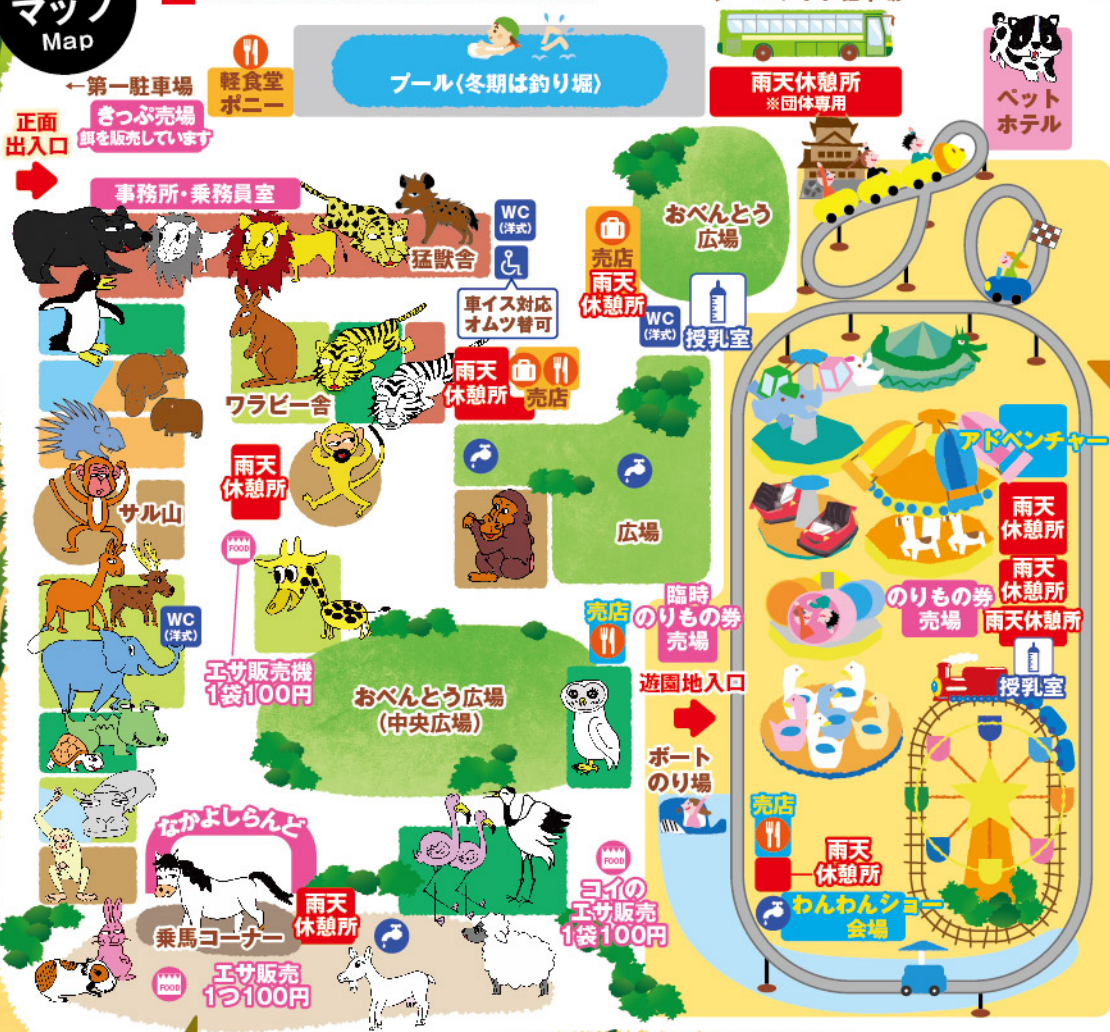 マップ
Map
←第一駐車場
軽食堂
ポニー
プール〈冬期は釣り堀〉
雨天休憩所
※団体専用
ペット
ホテル
きっぷ売場
餌を販売しています
正面
出入口
事務所・乗務員室
猛獣舎
WC
(洋式)
車イス対応
オムツ替可
おべんとう
広場
売店
雨天
休憩所
WC
(洋式)
授乳室
ワラビー舎
雨天
休憩所
売店
雨天
休憩所
サル山
広場
アドベンチャー
雨天
休憩所
雨天
休憩所
雨天休憩所
のりもの券
売場
授乳室
FOOD
エサ販売機
1袋100円
WC
(洋式)
売店
臨時
のりもの券
売場
遊園地入口
おべんとう広場
(中央広場)
ボート
のり場
なかよしらんど
乗馬コーナー
雨天
休憩所
FOOD
エサ販売
1つ100円
FOOD
コイの
エサ販売
1袋100円
売店
雨天
休憩所
わんわんショー
会場